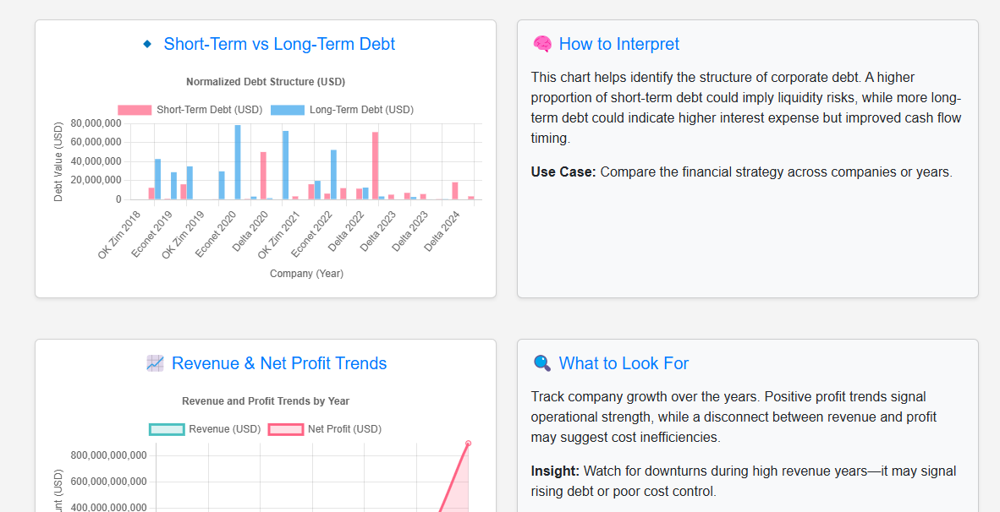 Short-Term vs Long-Term Debt
Normalized Debt Structure (USD)
Short-Term Debt (USD) Long-Term Debt (USD)
Debt Value (USD)
80,000,000
60,000,000
40,000,000
20,000,000
0
OK Zim 2018
Econet 2019
OK Zim 2019
Econet 2020
Delta 2020
OK Zim 2021
Econet 2022
Delta 2022
Delta 2023
Delta 2023
Delta 2024
Company (Year)
How to Interpret
This chart helps identify the structure of corporate debt. A higher
proportion of short-term debt could imply liquidity risks, while more long-
term debt could indicate higher interest expense but improved cash flow
timing.
Use Case: Compare the financial strategy across companies or years.
Revenue & Net Profit Trends
Revenue and Profit Trends by Year
Revenue (USD) Net Profit (USD)
800,000,000,000
600,000,000,000
400,000,000,000
(USD)
What to Look For
Track company growth over the years. Positive profit trends signal
operational strength, while a disconnect between revenue and profit
may suggest cost inefficiencies.
Insight: Watch for downturns during high revenue years—it may signal
rising debt or poor cost control.